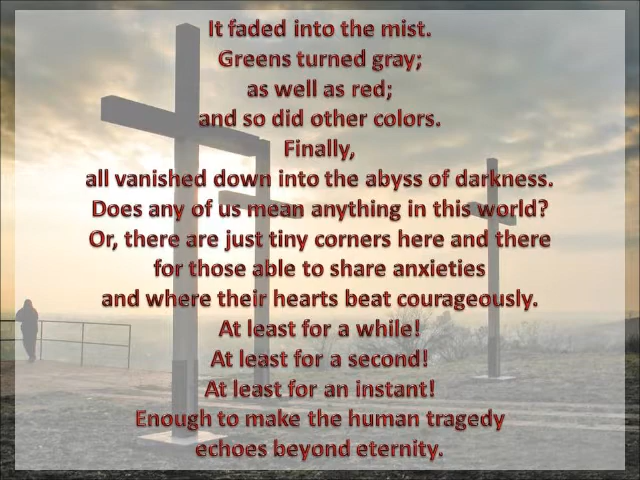 It faded into the mist.
Greens turned gray;
as well as red;
and so did other colors.
Finally,
all vanished down into the abyss of darkness.
Does any of us mean anything in this world?
Or, there are just tiny corners here and there
for those able to share anxieties
and where their hearts beat courageously.
At least for a while!
At least for a second!
At least for an instant!
Enough to make the human tragedy
echoes beyond eternity.